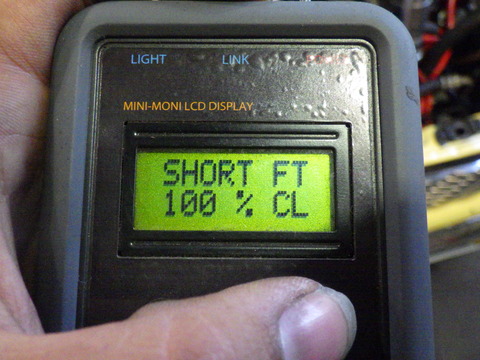 LIGHT LINK
MINI-MONI LCD DISPLAY
SHORT FT
100 % CL